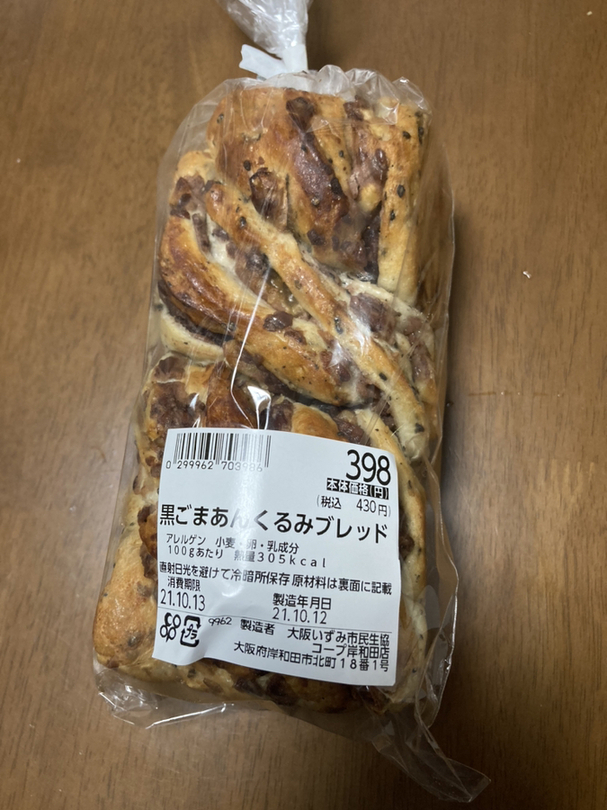 0 299962 703986
398
本体価格(円)
(税込 430円)
黒ごまあんくるみブレッド
アレルゲン 小麦・卵・乳成分
100gあたり 熱量305kcal
直射日光を避けて冷暗所保存 原材料は裏面に記載
消費期限 製造年月日
21.10.13 21.10.12
プラ 9962 製造者 大阪いずみ市民生協
コープ岸和田店
大阪府岸和田市北町18番1号